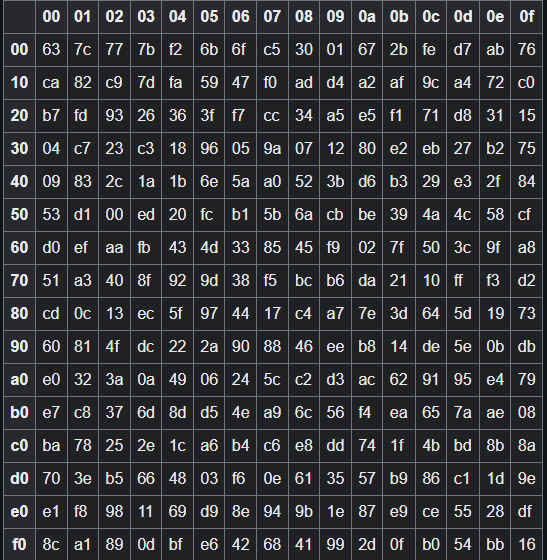 00 01 02 03 04 05 06 07 08 09 0a 0b 0c 0d 0e 0f
00 63 7c 77 7b f2 6b 6f c5 30 01 67 2b fe d7 ab 76
10 ca 82 c9 7d fa 59 47 f0 ad d4 a2 af 9c a4 72 c0
20 b7 fd 93 26 36 3f f7 cc 34 a5 e5 f1 71 d8 31 15
30 04 c7 23 c3 18 96 05 9a 07 12 80 e2 eb 27 b2 75
40 09 83 2c 1a 1b 6e 5a a0 52 3b d6 b3 29 e3 2f 84
50 53 d1 00 ed 20 fc b1 5b 6a cb be 39 4a 4c 58 cf
60 d0 ef aa fb 43 4d 33 85 45 f9 02 7f 50 3c 9f a8
70 51 a3 40 8f 92 9d 38 f5 bc b6 da 21 10 ff f3 d2
80 cd 0c 13 ec 5f 97 44 17 c4 a7 7e 3d 64 5d 19 73
90 60 81 4f dc 22 2a 90 88 46 ee b8 14 de 5e 0b db
a0 e0 32 3a 0a 49 06 24 5c c2 d3 ac 62 91 95 e4 79
b0 e7 c8 37 6d 8d d5 4e a9 6c 56 f4 ea 65 7a ae 08
c0 ba 78 25 2e 1c a6 b4 c6 e8 dd 74 1f 4b bd 8b 8a
d0 70 3e b5 66 48 03 f6 0e 61 35 57 b9 86 c1 1d 9e
e0 e1 f8 98 11 69 d9 8e 94 9b 1e 87 e9 ce 55 28 df
f0 8c a1 89 0d bf e6 42 68 41 99 2d 0f b0 54 bb 16